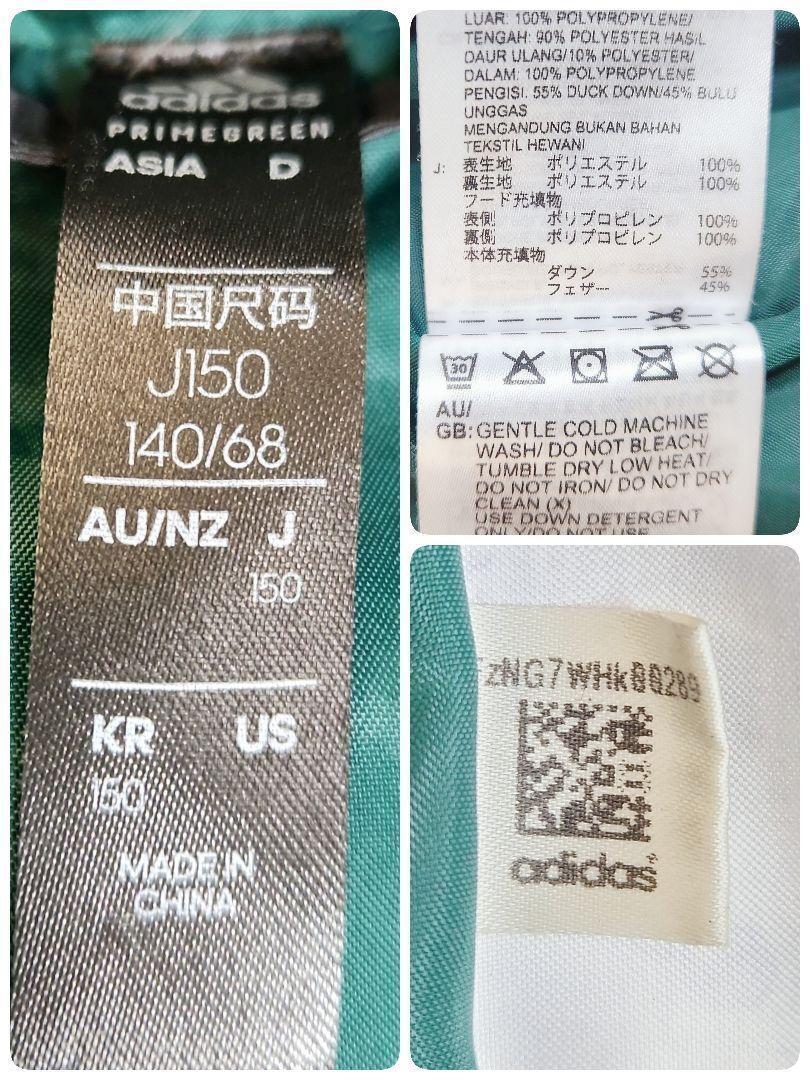 adidas
PRIMEGREEN
ASIA D
中国尺码
J150
140/68
AU/NZ J
150
KR US
150
MADE IN
CHINA
LUAR: 100% POLYPROPYLENE/
TENGAH: 90% POLYESTER HASIL
DAUR ULANG/10% POLYESTER/
DALAM: 100% POLYPROPYLENE
PENGISI: 55% DUCK DOWN/45% BULU
UNGGAS
MENGANDUNG BUKAN BAHAN
TEKSTIL HEWANI
J: 表生地 ポリエステル 100%
裏生地 ポリエステル 100%
フード充填物
表側 ポリプロピレン 100%
裏側 ポリプロピレン 100%
本体充填物
ダウン 55%
フェザー 45%
30
AU/
GB: GENTLE COLD MACHINE
WASH/ DO NOT BLEACH/
TUMBLE DRY LOW HEAT/
DO NOT IRON/ DO NOT DRY
CLEAN (X)
USE DOWN DETERGENT
ONLY/DO NOT USE
zNG7WHk00289
adidas